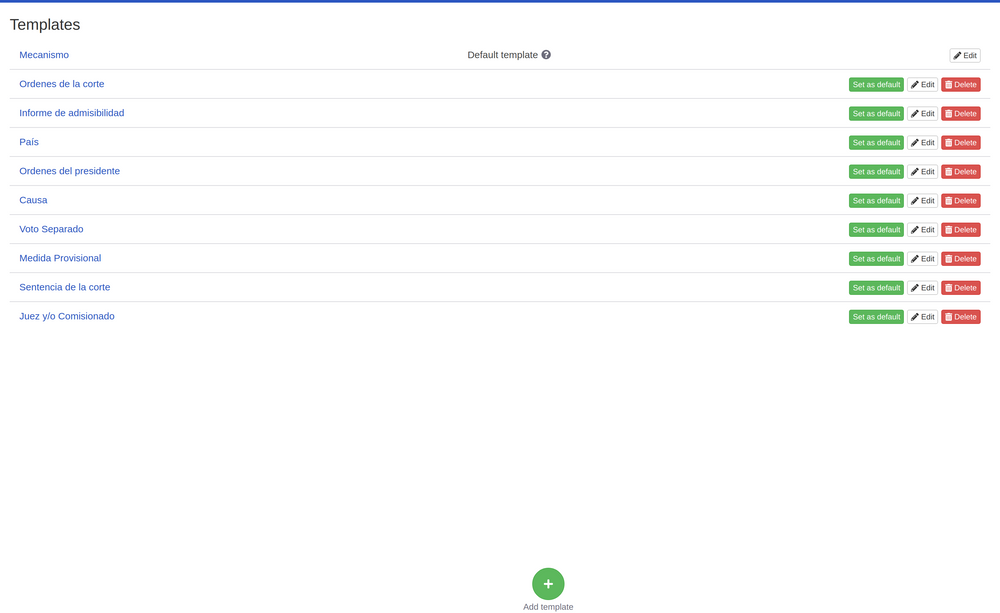 Templates
Mecanismo Default template ? Edit
Ordenes de la corte Set as default Edit Delete
Informe de admisibilidad Set as default Edit Delete
País Set as default Edit Delete
Ordenes del presidente Set as default Edit Delete
Causa Set as default Edit Delete
Voto Separado Set as default Edit Delete
Medida Provisional Set as default Edit Delete
Sentencia de la corte Set as default Edit Delete
Juez y/o Comisionado Set as default Edit Delete
+
Add template